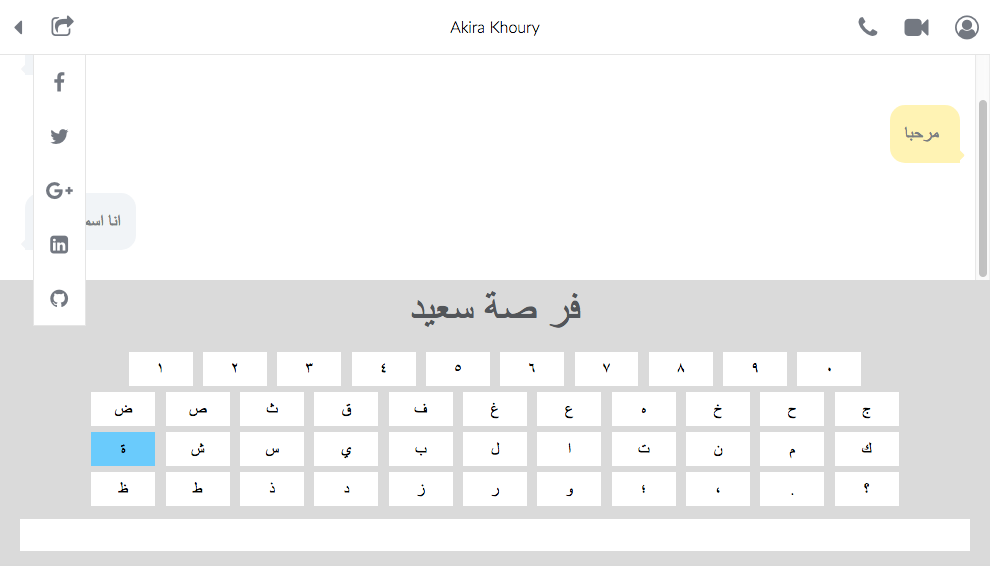 Akira Khoury
مرحبا
انا اسم
فر صة سعيد
١ ٢ ٣ ٤ ٥ ٦ ٧ ٨ ٩ ٠
ض ص ث ق ف غ ع ه خ ح ج
ة ش س ي ب ل ا ت ن م ك
ظ ط ذ د ز ر و ؛ ، . ؟